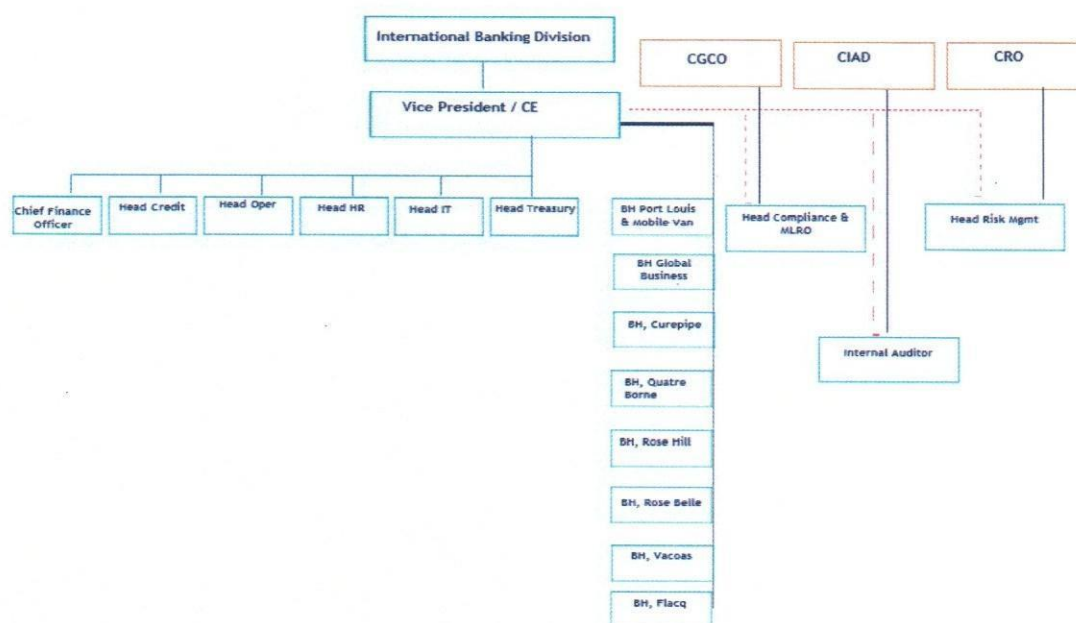 International Banking Division
CGCO
CIAD
CRO
Vice President / CE
Chief Finance
Officer
Head Credit
Head Oper
Head HR
Head IT
Head Treasury
BH Port Louis
& Mobile Van
Head Compliance &
MLRO
Head Risk Mgmt
BH Global
Business
BH, Curepipe
Internal Auditor
BH, Quatre
Borne
BH, Rose Hill
BH, Rose Belle
BH, Vacoas
BH, Flacq